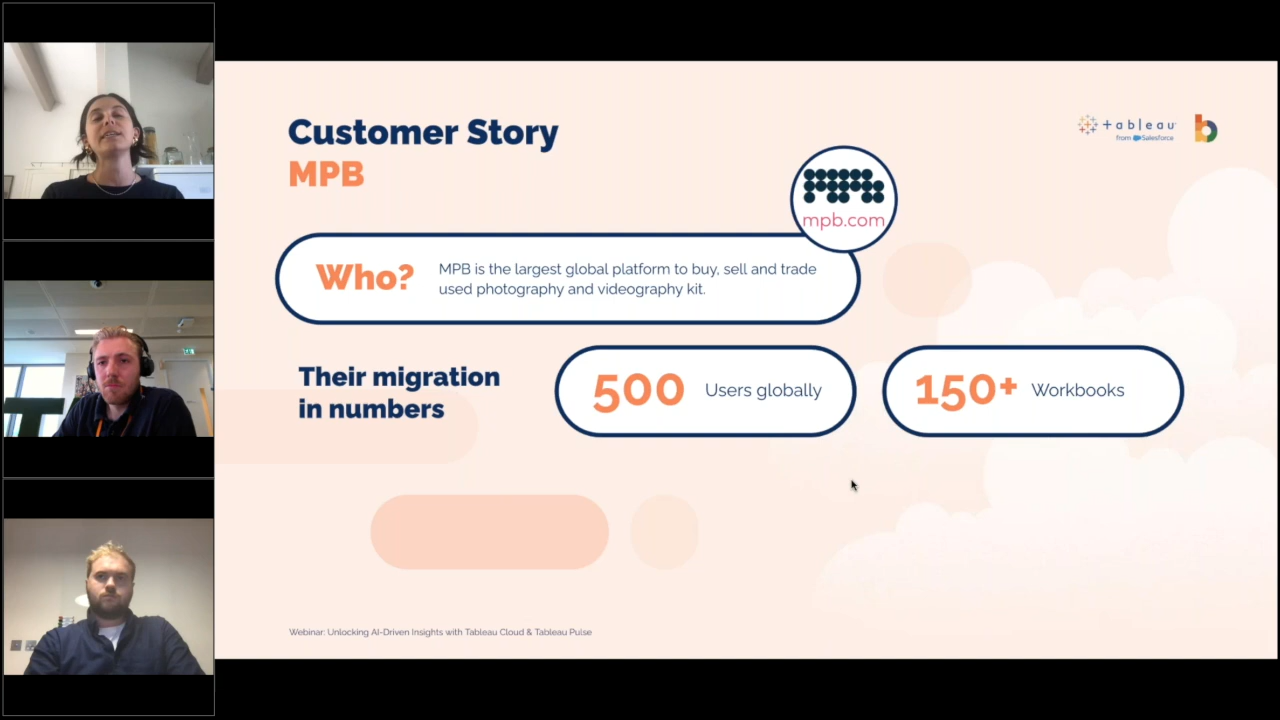 Customer Story
MPB
+ableau
from Salesforce
mpb.com
Who?
MPB is the largest global platform to buy, sell and trade
used photography and videography kit.
Their migration
in numbers
500 Users globally
150+ Workbooks
Webinar: Unlocking AI-Driven Insights with Tableau Cloud & Tableau Pulse